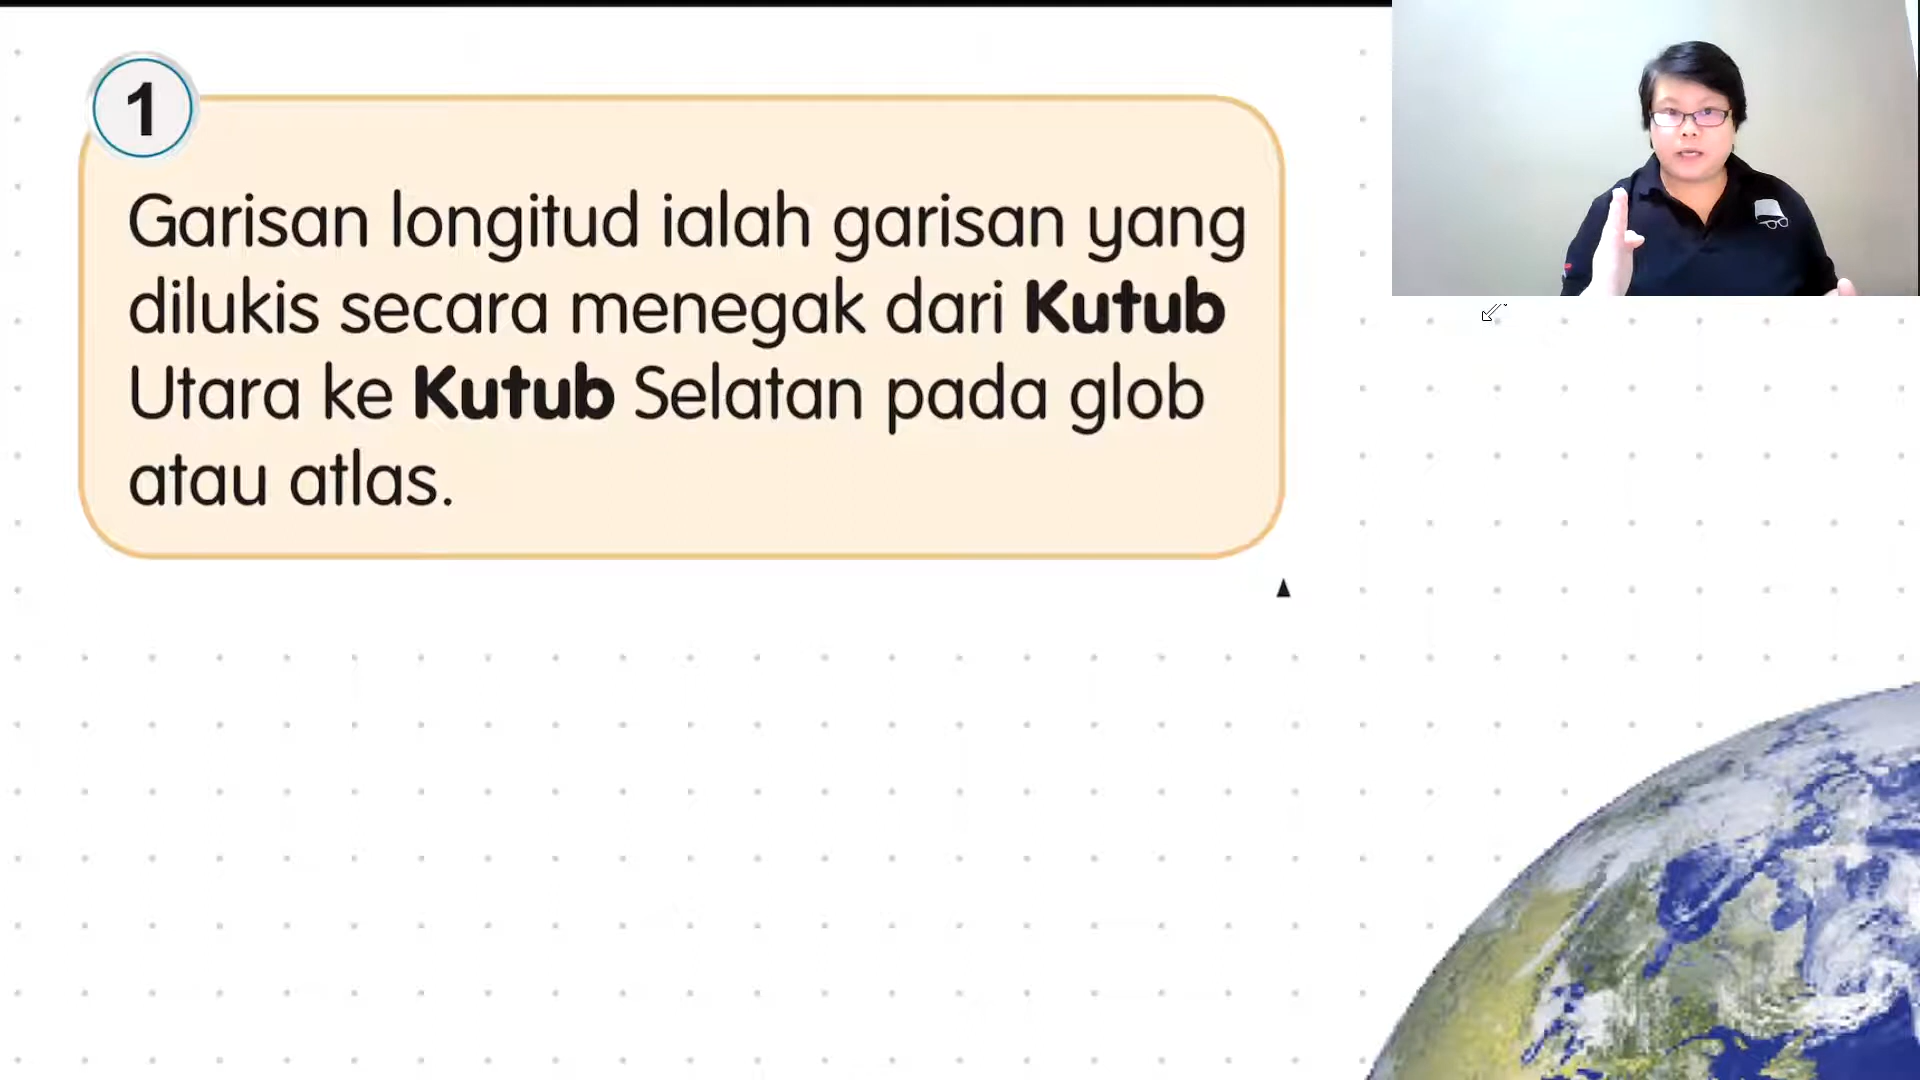 1
Garisan longitud ialah garisan yang
dilukis secara menegak dari Kutub
Utara ke Kutub Selatan pada glob
atau atlas.